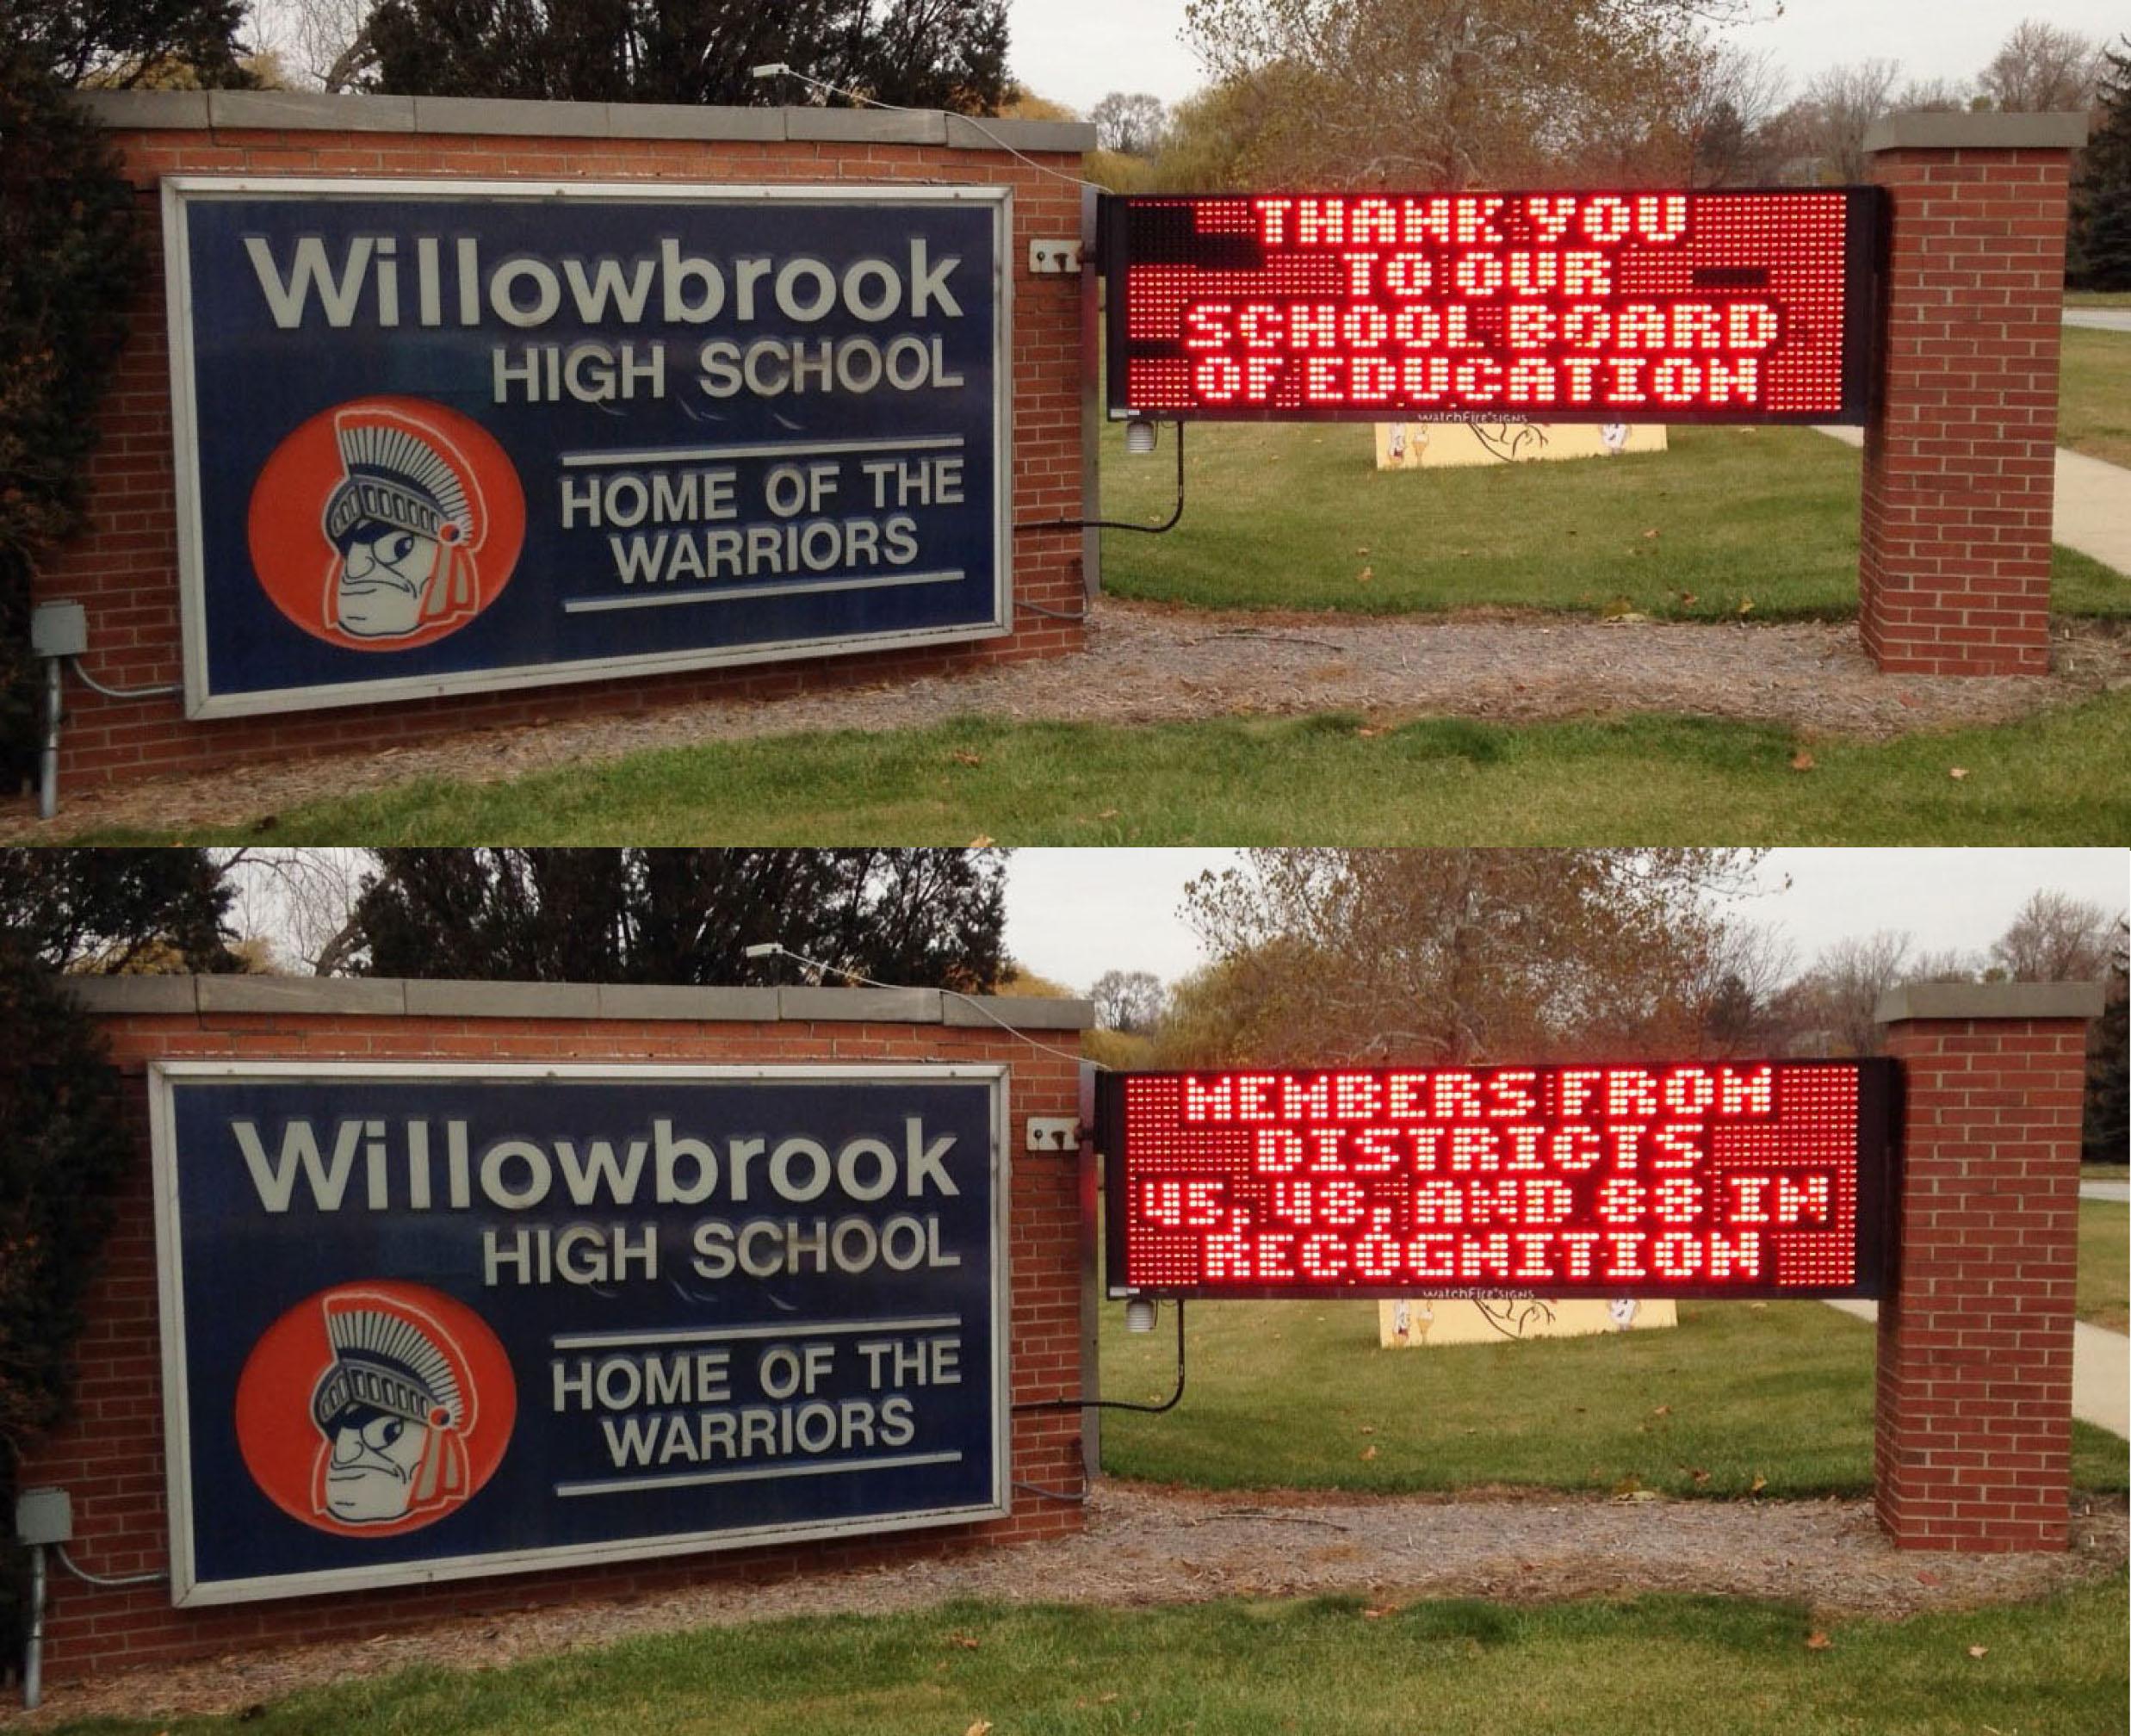 Willowbrook
HIGH SCHOOL
HOME OF THE
WARRIORS
THANK YOU
TO OUR
SCHOOL BOARD
OF EDUCATION
watchFire SIGNS
Willowbrook
HIGH SCHOOL
HOME OF THE
WARRIORS
MEMBERS FROM
DISTRICTS
45, 48, AND 88 IN
RECOGNITION
watchFire SIGNS